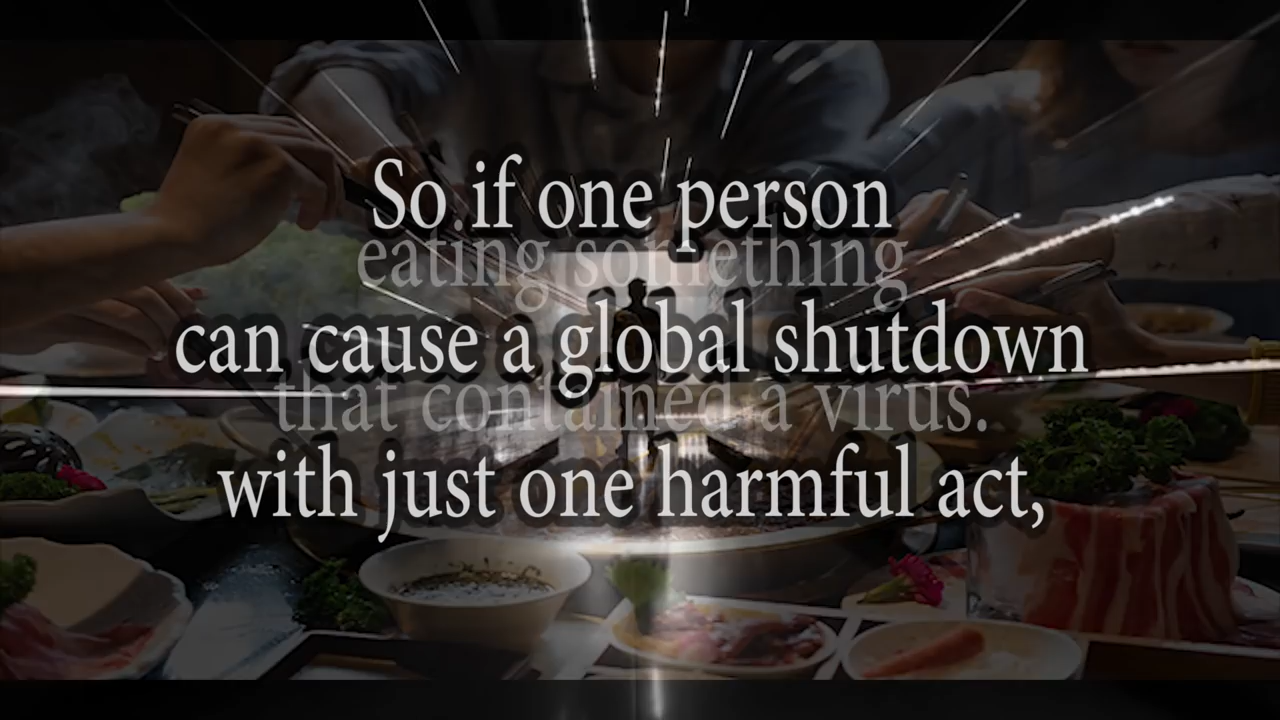 So if one person
eating something
can cause a global shutdown
that contained a virus.
with just one harmful act,